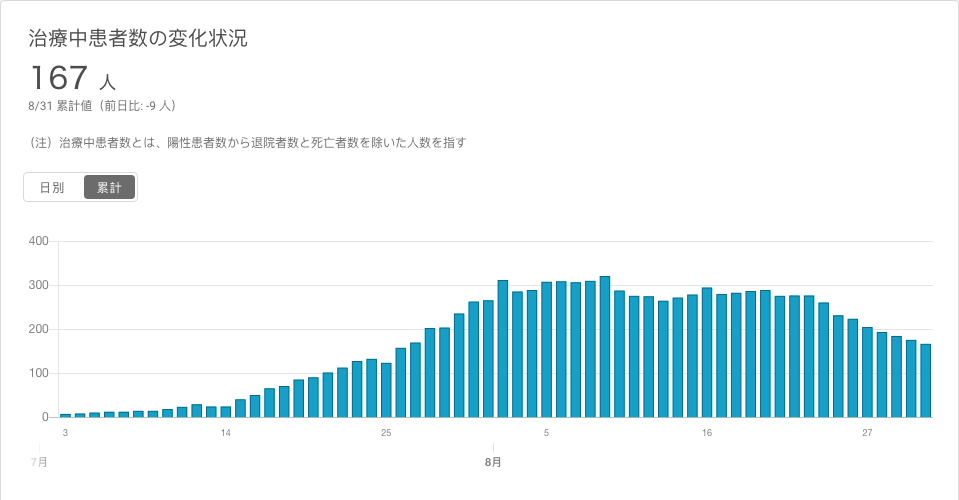 治療中患者数の変化状況
167 人
8/31 累計値（前日比: -9 人）
（注）治療中患者数とは、陽性患者数から退院者数と死亡者数を除いた人数を指す
日別 累計
400
300
200
100
0
3 14 25 5 16 27
7月 8月